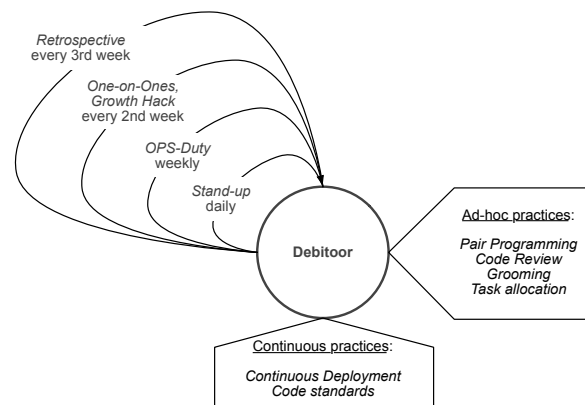 Retrospective
every 3rd week
One-on-Ones,
Growth Hack
every 2nd week
OPS-Duty
weekly
Stand-up
daily
Debitoor
Ad-hoc practices:
Pair Programming
Code Review
Grooming
Task allocation
Continuous practices:
Continuous Deployment
Code standards